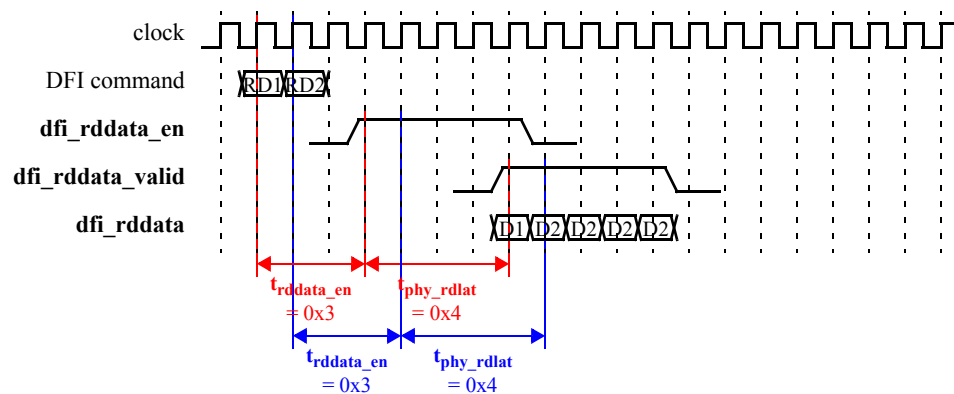 clock
DFI command RD1 RD2
dfi_rddata_en
dfi_rddata_valid
dfi_rddata D1 D2 D2 D2 D2
trddata_en tphy_rdlat
= 0x3 = 0x4
trddata_en tphy_rdlat
= 0x3 = 0x4